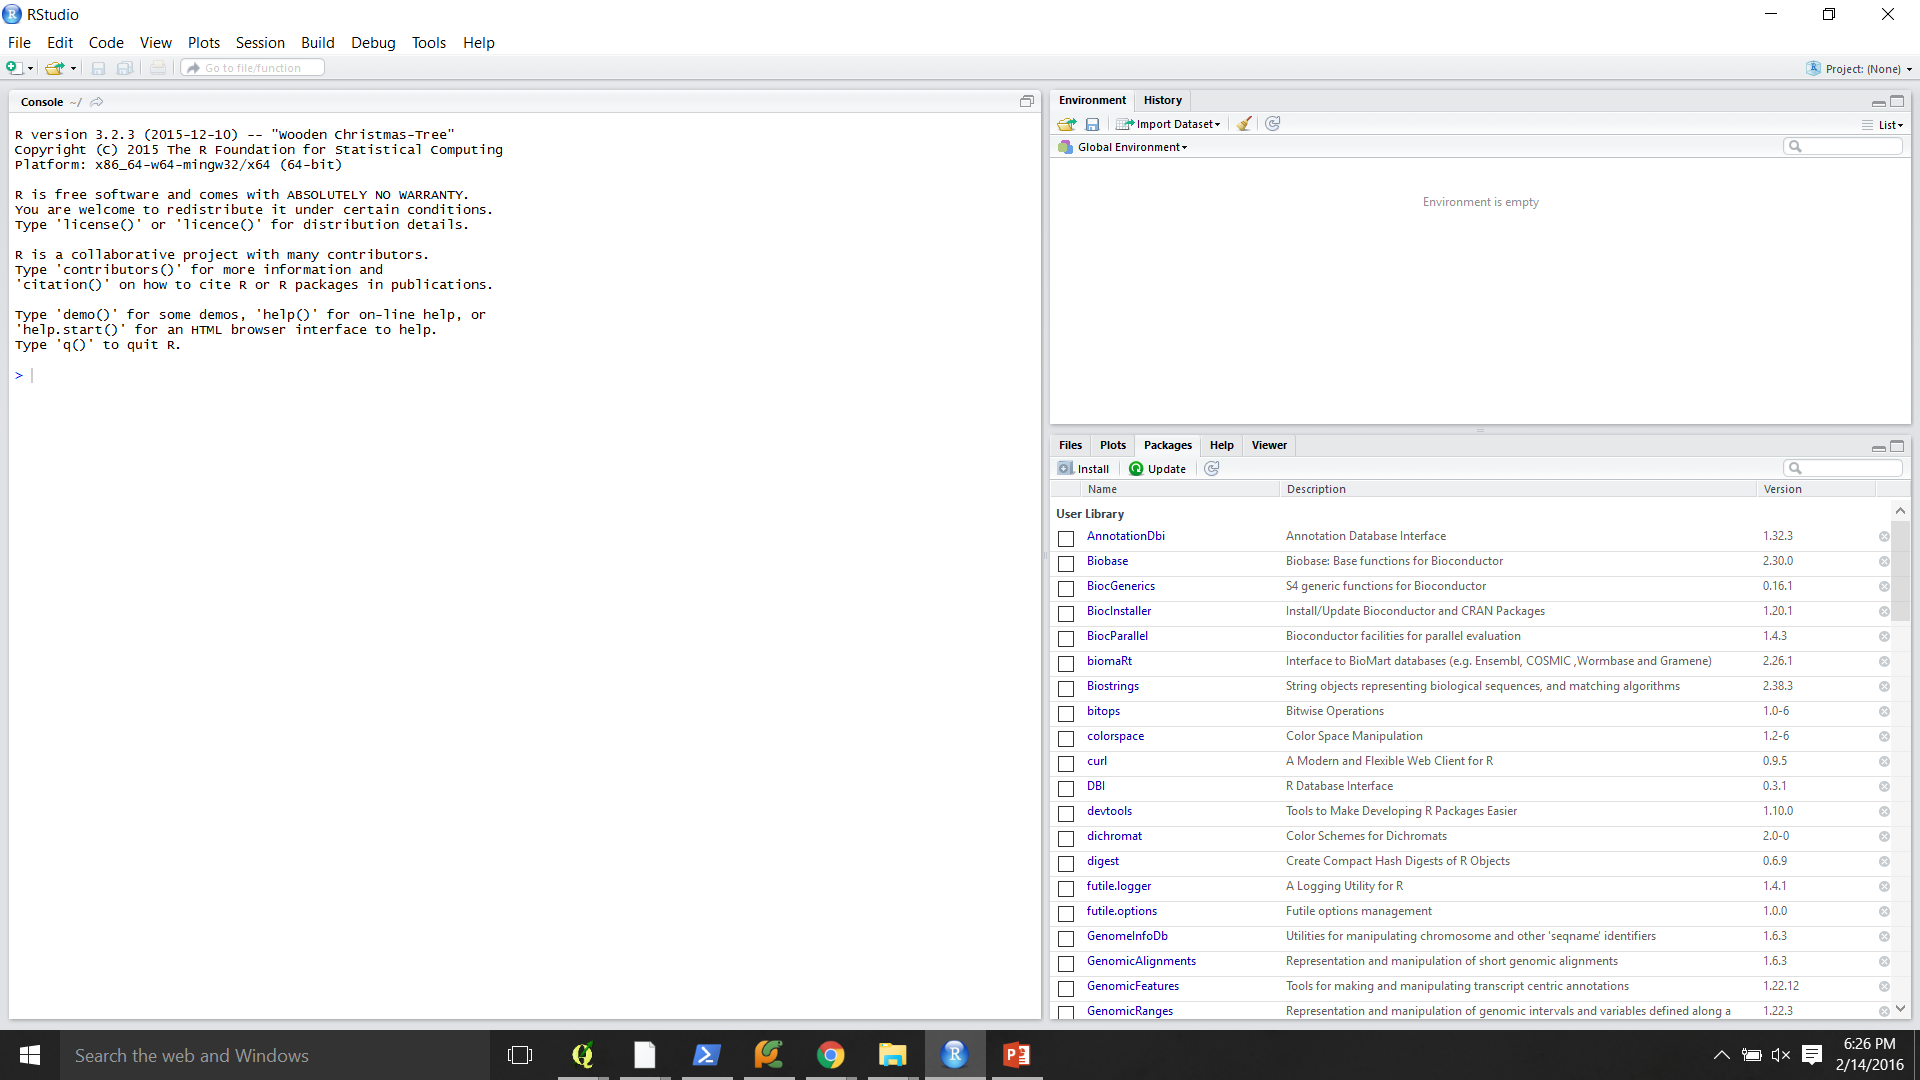 RStudio
File Edit Code View Plots Session Build Debug Tools Help
Go to file/function
Project: (None)
Console ~/
R version 3.2.3 (2015-12-10) -- "Wooden Christmas-Tree"
Copyright (C) 2015 The R Foundation for Statistical Computing
Platform: x86_64-w64-mingw32/x64 (64-bit)
R is free software and comes with ABSOLUTELY NO WARRANTY.
You are welcome to redistribute it under certain conditions.
Type 'license()' or 'licence()' for distribution details.
R is a collaborative project with many contributors.
Type 'contributors()' for more information and
'citation()' on how to cite R or R packages in publications.
Type 'demo()' for some demos, 'help()' for on-line help, or
'help.start()' for an HTML browser interface to help.
Type 'q()' to quit R.
>
Environment History
Import Dataset List
Global Environment
Environment is empty
Files Plots Packages Help Viewer
Install Update
Name Description Version
User Library
AnnotationDbi Annotation Database Interface 1.32.3
Biobase Biobase: Base functions for Bioconductor 2.30.0
BiocGenerics S4 generic functions for Bioconductor 0.16.1
BiocInstaller Install/Update Bioconductor and CRAN Packages 1.20.1
BiocParallel Bioconductor facilities for parallel evaluation 1.4.3
biomaRt Interface to BioMart databases (e.g. Ensembl, COSMIC ,Wormbase and Gramene) 2.26.1
Biostrings String objects representing biological sequences, and matching algorithms 2.38.3
bitops Bitwise Operations 1.0-6
colorspace Color Space Manipulation 1.2-6
curl A Modern and Flexible Web Client for R 0.9.5
DBI R Database Interface 0.3.1
devtools Tools to Make Developing R Packages Easier 1.10.0
dichromat Color Schemes for Dichromats 2.0-0
digest Create Compact Hash Digests of R Objects 0.6.9
futile.logger A Logging Utility for R 1.4.1
futile.options Futile options management 1.0.0
GenomeInfoDb Utilities for manipulating chromosome and other 'seqname' identifiers 1.6.3
GenomicAlignments Representation and manipulation of short genomic alignments 1.6.3
GenomicFeatures Tools for making and manipulating transcript centric annotations 1.22.12
GenomicRanges Representation and manipulation of genomic intervals and variables defined along a 1.22.3
Search the web and Windows
6:26 PM
2/14/2016